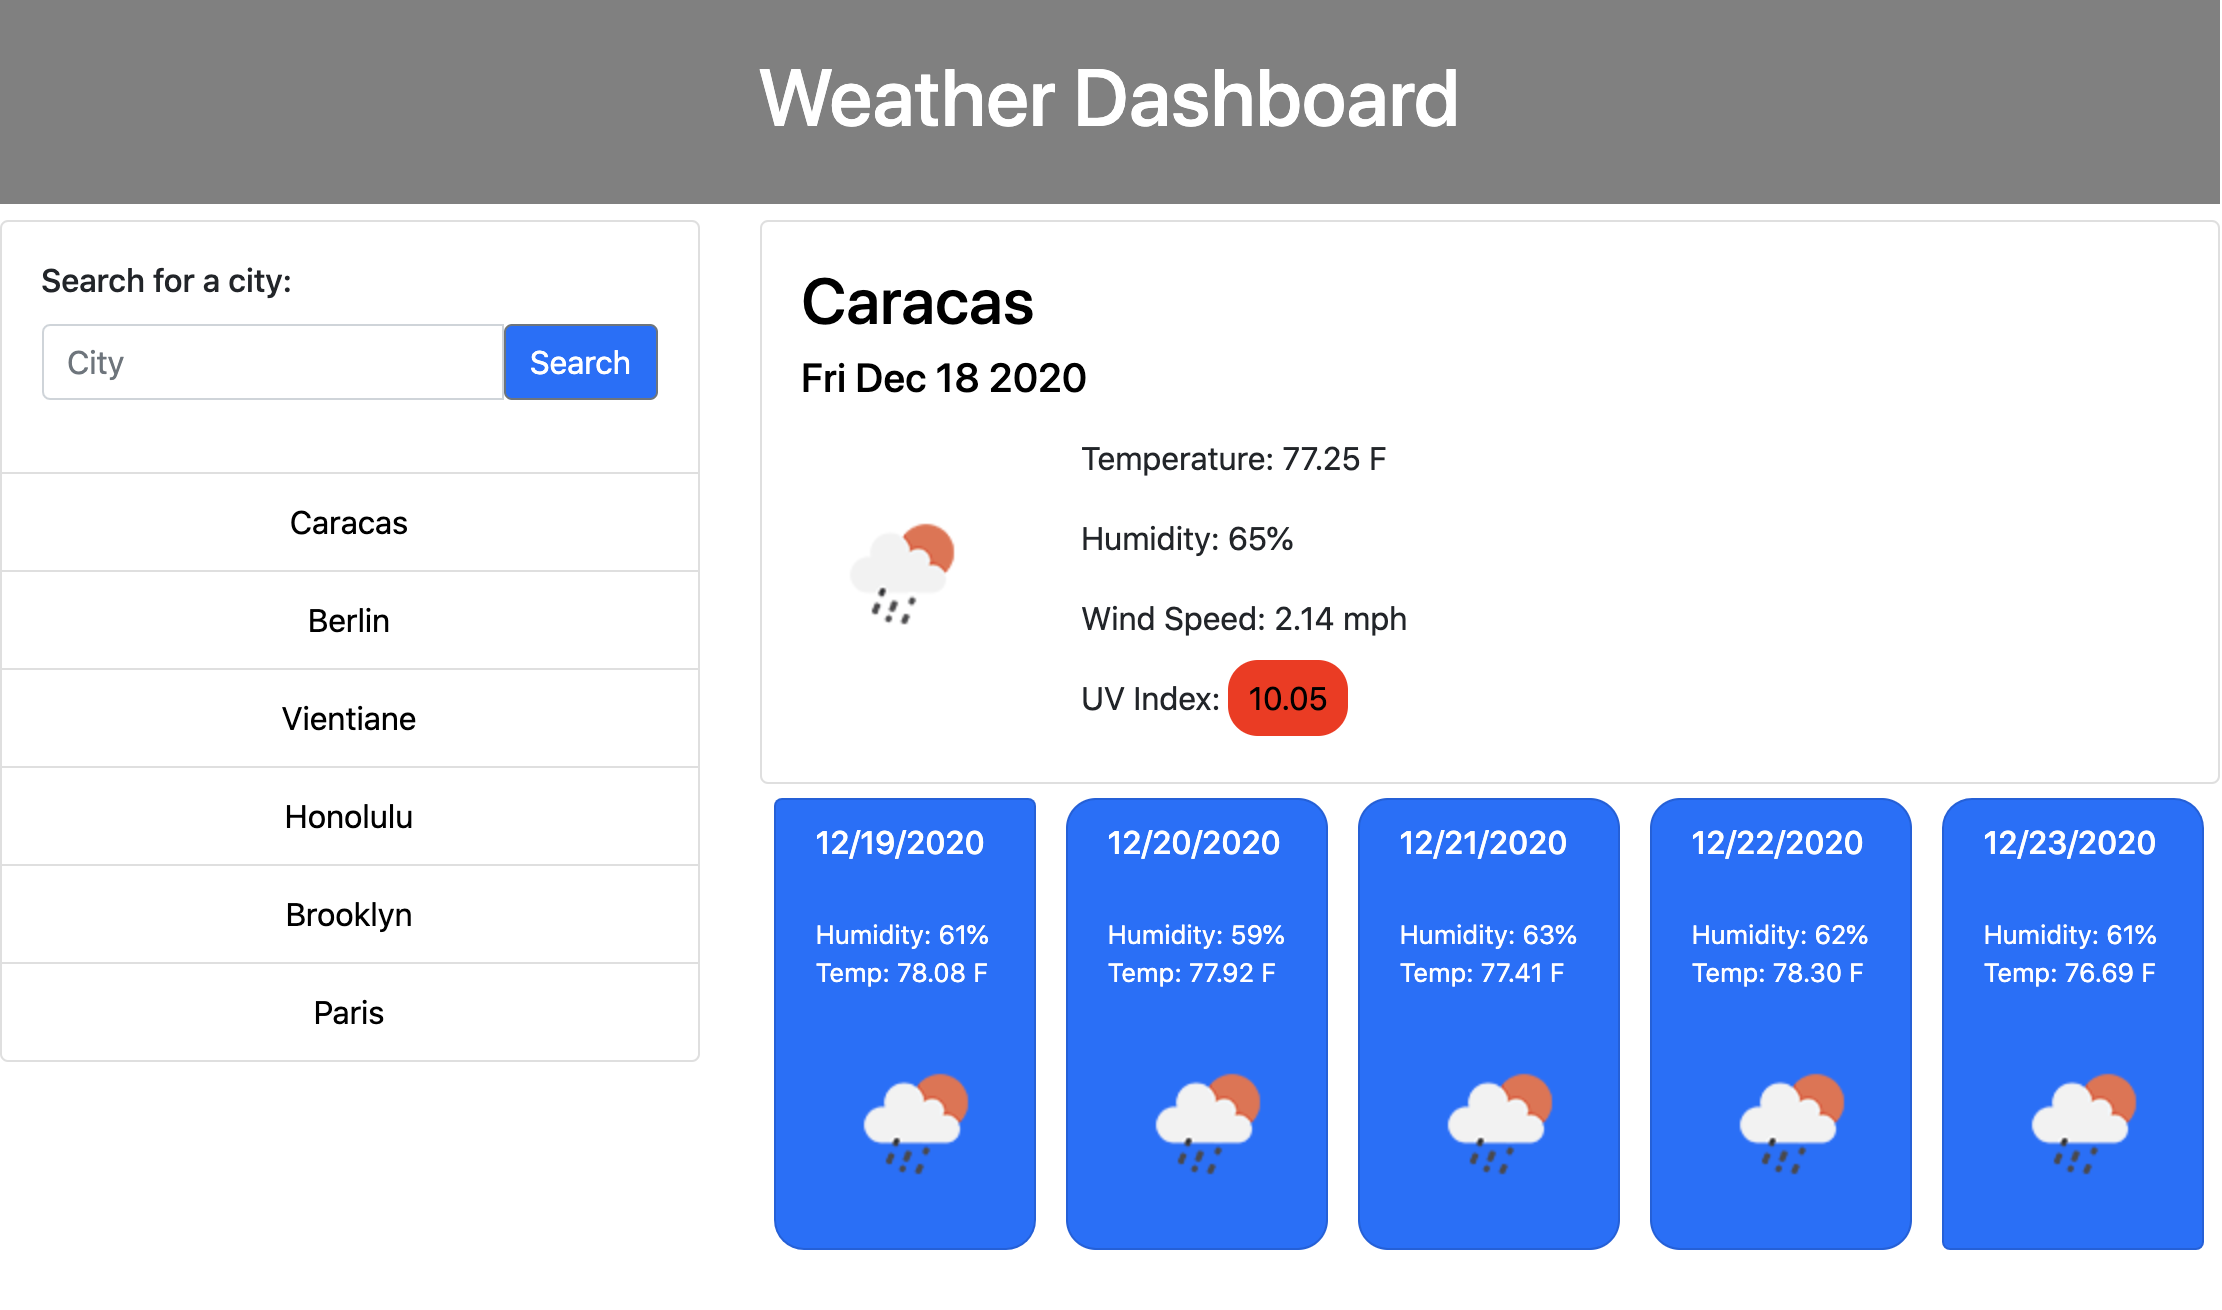 Weather Dashboard
Search for a city:
City
Search
Caracas
Berlin
Vientiane
Honolulu
Brooklyn
Paris
Caracas
Fri Dec 18 2020
Temperature: 77.25 F
Humidity: 65%
Wind Speed: 2.14 mph
UV Index: 10.05
12/19/2020
Humidity: 61%
Temp: 78.08 F
12/20/2020
Humidity: 59%
Temp: 77.92 F
12/21/2020
Humidity: 63%
Temp: 77.41 F
12/22/2020
Humidity: 62%
Temp: 78.30 F
12/23/2020
Humidity: 61%
Temp: 76.69 F